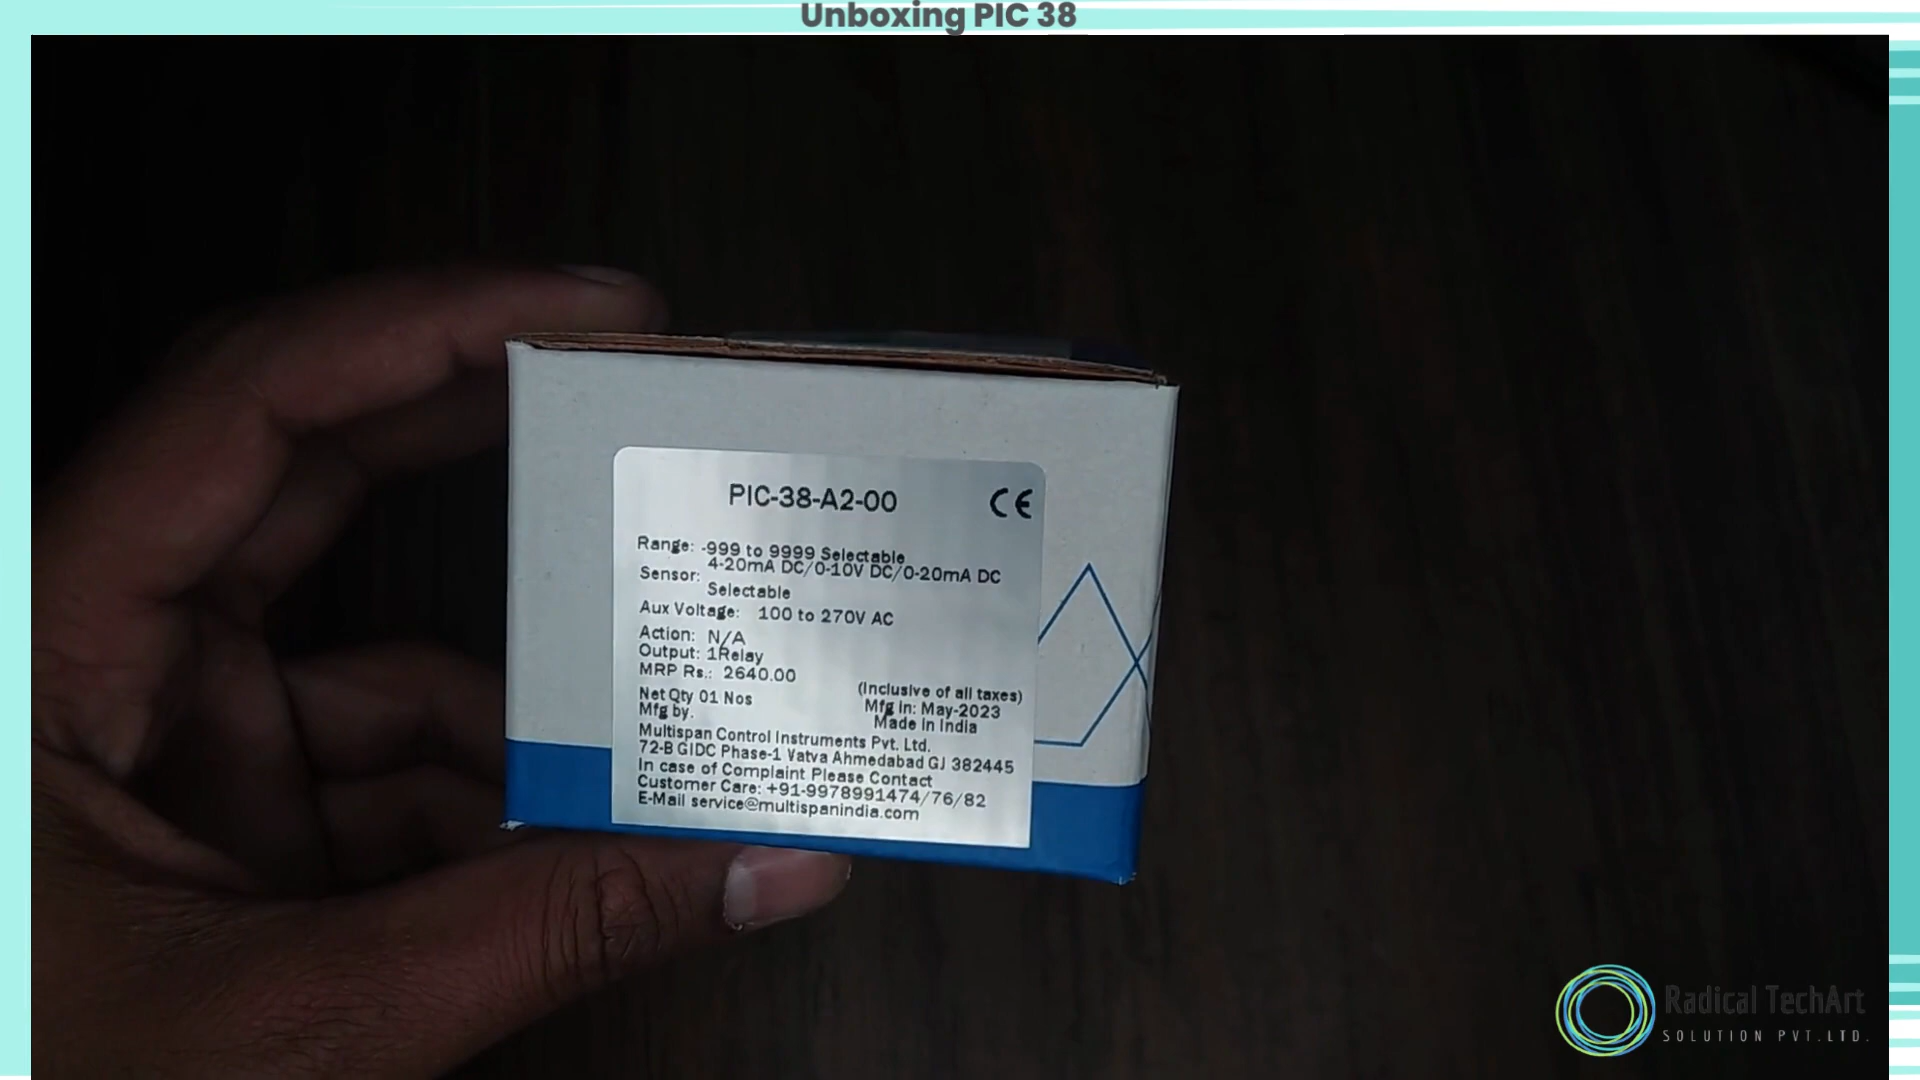 Unboxing PIC 38
PIC-38-A2-00
CE
Range: -999 to 9999 Selectable
Sensor: 4-20mA DC/0-10V DC/0-20mA DC
Selectable
Aux Voltage: 100 to 270V AC
Action: N/A
Output: 1Relay
MRP Rs.: 2640.00
(Inclusive of all taxes)
Net Qty 01 Nos
Mfg in: May-2023
Mfg by.
Made in India
Multispan Control Instruments Pvt. Ltd.
72-B GIDC Phase-1 Vatva Ahmedabad GJ 382445
In case of Complaint Please Contact
Customer Care: +91-9978991474/76/82
E-Mail service@multispanindia.com
Radical TechArt
SOLUTION PVT.LTD.